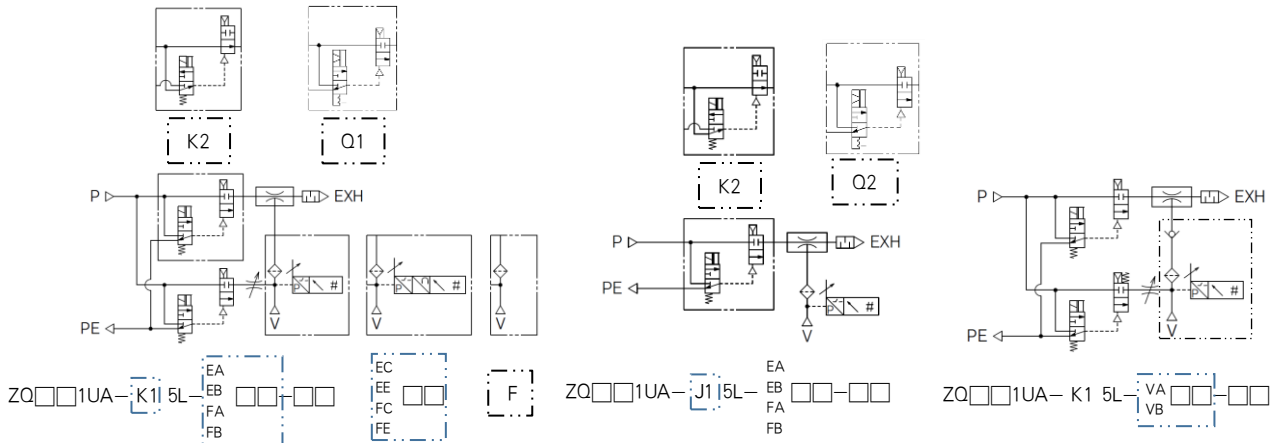 K2
Q1
P
EXH
PE
P
#
V
P
#
V
V
ZQ□□1UA- K1 5L-
EA
EB
FA
FB
□□-□□
EC
EE
FC
FE
□□
F
K2
Q2
P
EXH
PE
P
#
V
ZQ□□1UA- J1 5L-
EA
EB
FA
FB
□□-□□
P
EXH
PE
P
#
V
ZQ□□1UA- K1 5L-
VA
VB
□□-□□